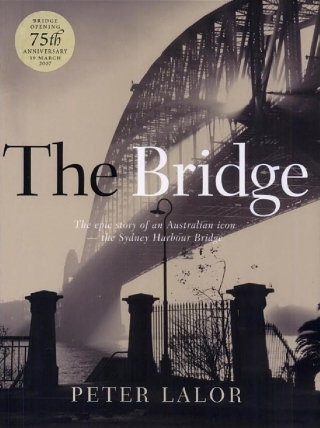 BRIDGE
OPENING
75th
ANNIVERSARY
19 MARCH
2007
The Bridge
The epic story of an Australian icon
— the Sydney Harbour Bridge
PETER LALOR